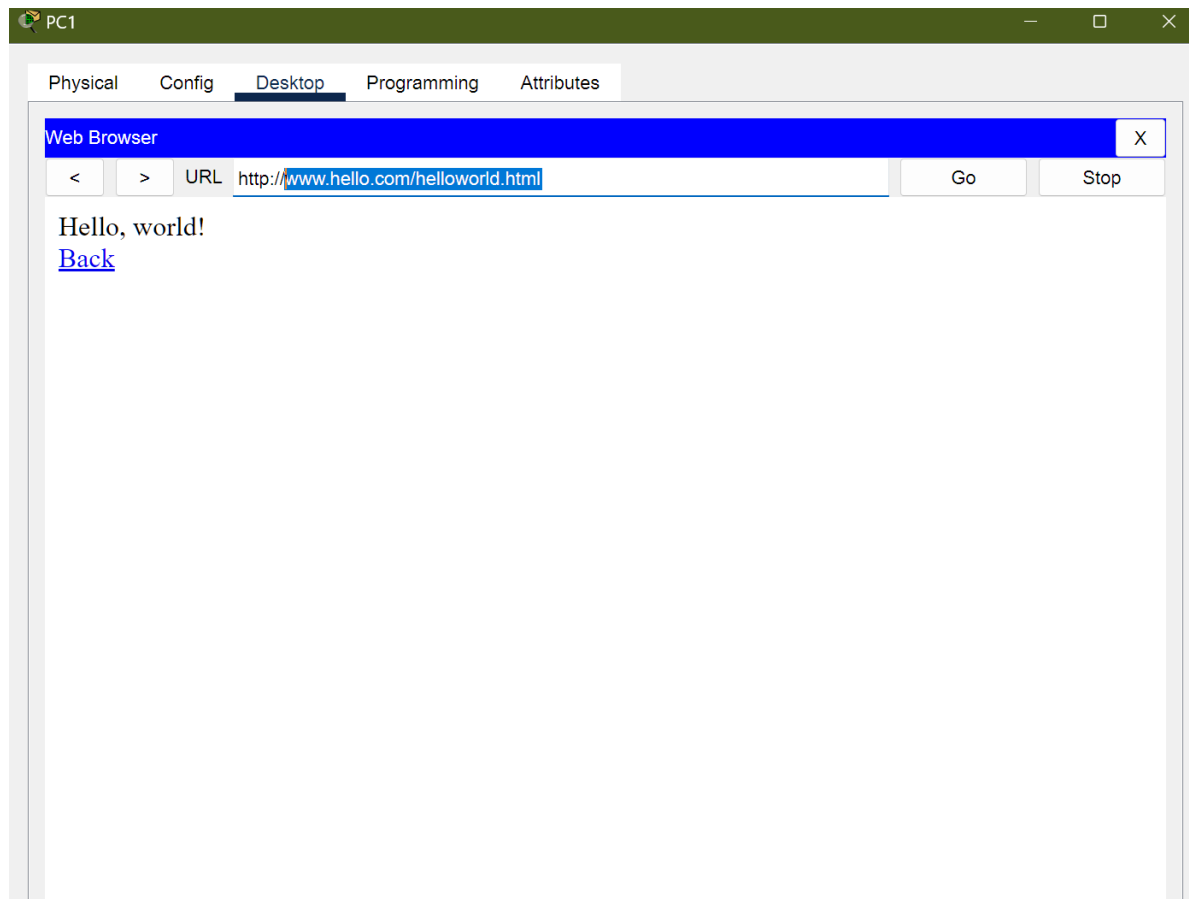 PC1
Physical Config Desktop Programming Attributes
Web Browser X
< > URL http://www.hello.com/helloworld.html Go Stop
Hello, world!
Back